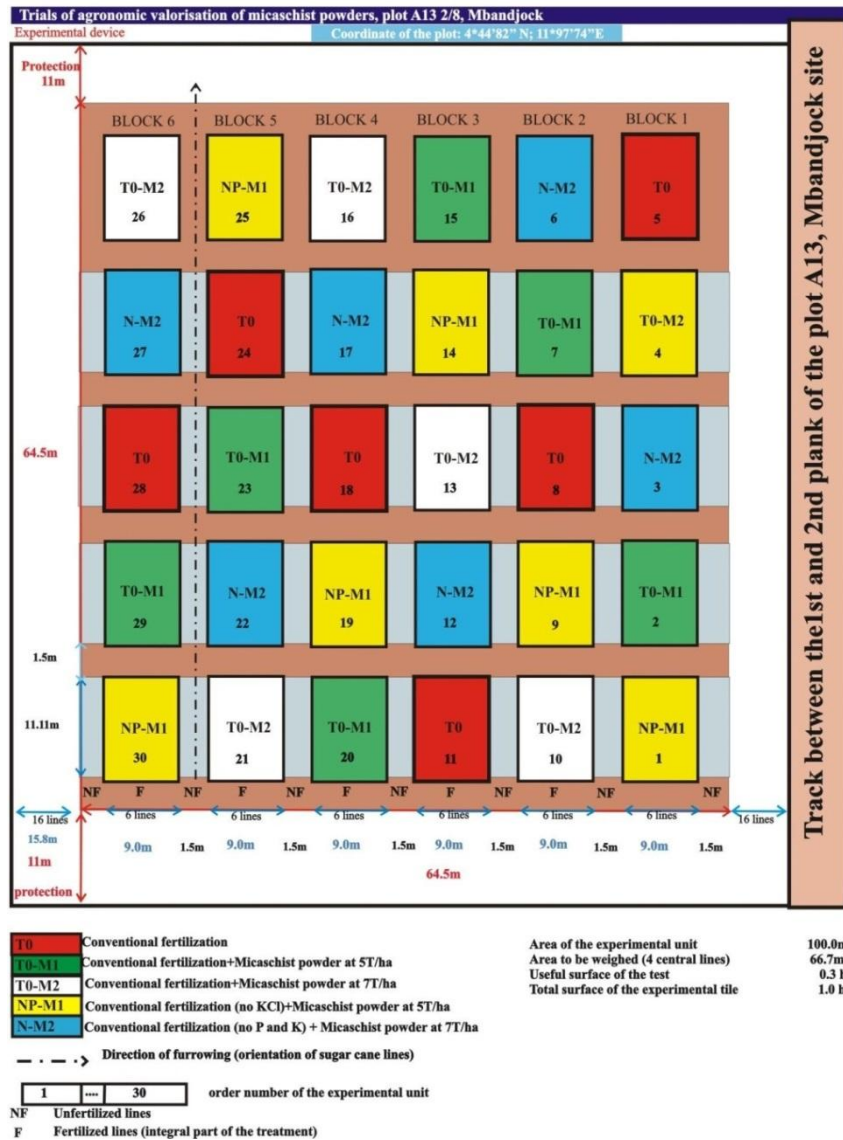 Trials of agronomic valorisation of micaschist powders, plot A13 2/8, Mbandjock
Experimental device
Coordinate of the plot: 4*44'82" N; 11*97'74"E
Protection
11m
BLOCK 6 BLOCK 5 BLOCK 4 BLOCK 3 BLOCK 2 BLOCK 1
T0-M2 NP-M1 T0-M2 T0-M1 N-M2 T0
26 25 16 15 6 5
N-M2 T0 N-M2 NP-M1 T0-M1 T0-M2
27 24 17 14 7 4
64.5m
T0 T0-M1 T0 T0-M2 T0 N-M2
28 23 18 13 8 3
T0-M1 N-M2 NP-M1 N-M2 NP-M1 T0-M1
29 22 19 12 9 2
1.5m
11.11m
NP-M1 T0-M2 T0-M1 T0 T0-M2 NP-M1
30 21 20 11 10 1
NF F NF F NF F NF F NF F NF F NF
16 lines 6 lines 6 lines 6 lines 6 lines 6 lines 6 lines 16 lines
15.8m 9.0m 1.5m 9.0m 1.5m 9.0m 1.5m 9.0m 1.5m 9.0m 1.5m 9.0m 1.5m
11m
64.5m
protection
Track between the1st and 2nd plank of the plot A13, Mbandjock site
T0 Conventional fertilization
T0-M1 Conventional fertilization+Micaschist powder at 5T/ha
T0-M2 Conventional fertilization+Micaschist powder at 7T/ha
NP-M1 Conventional fertilization (no KCl)+Micaschist powder at 5T/ha
N-M2 Conventional fertilization (no P and K) + Micaschist powder at 7T/ha
Area of the experimental unit 100.0m
Area to be weighed (4 central lines) 66.7m
Useful surface of the test 0.3 h
Total surface of the experimental tile 1.0 h
Direction of furrowing (orientation of sugar cane lines)
1 .... 30 order number of the experimental unit
NF Unfertilized lines
F Fertilized lines (integral part of the treatment)